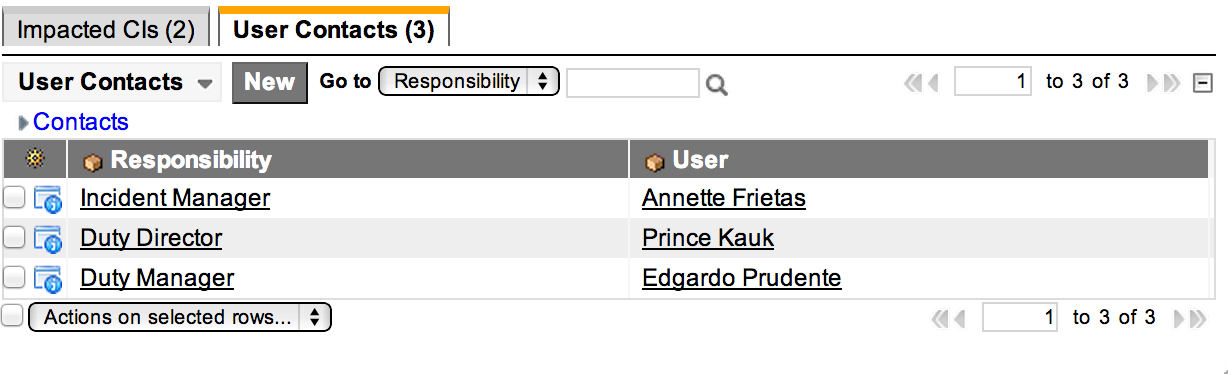 Impacted CIs (2) User Contacts (3)
User Contacts New Go to Responsibility 1 to 3 of 3
Contacts
Responsibility User
Incident Manager Annette Frietas
Duty Director Prince Kauk
Duty Manager Edgardo Prudente
Actions on selected rows... 1 to 3 of 3